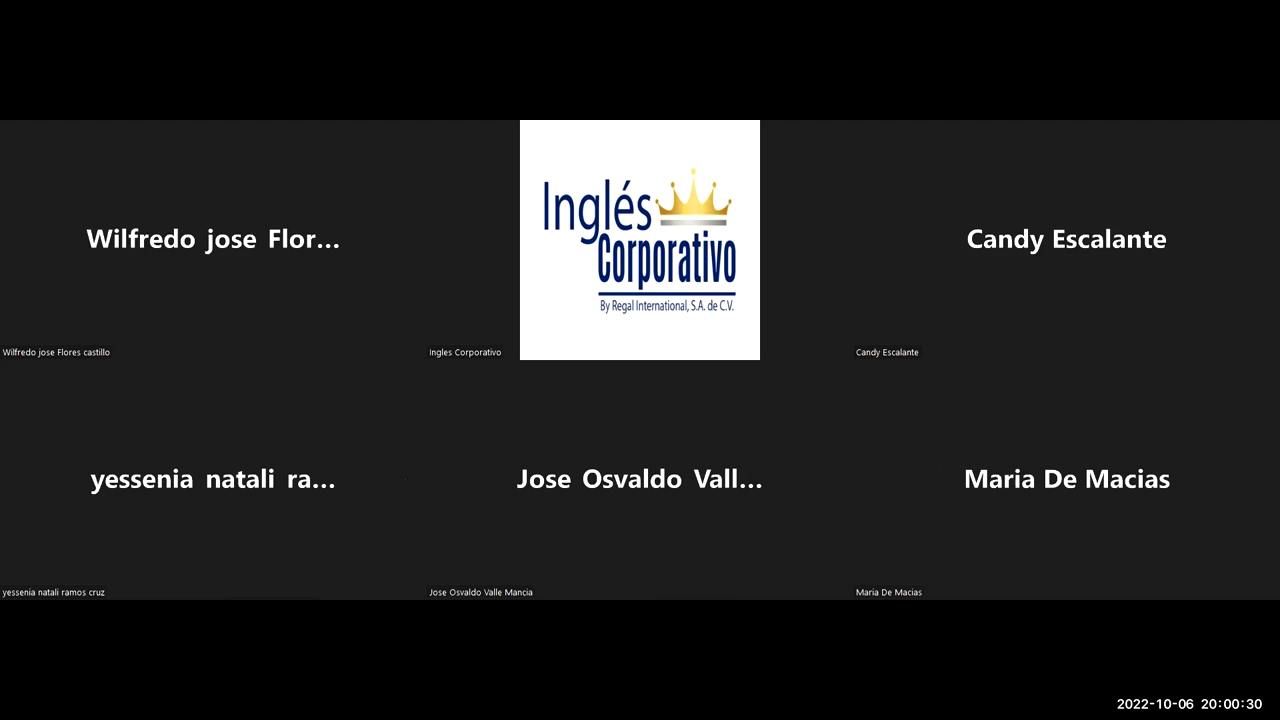 Wilfredo jose Flor...
Inglés
Corporativo
By Regal International, S.A. de C.V.
Candy Escalante
Wilfredo jose Flores castillo
Ingles Corporativo
Candy Escalante
yessenia natali ra...
Jose Osvaldo Vall...
Maria De Macias
yessenia natali ramos cruz
Jose Osvaldo Valle Mancia
Maria De Macias
2022-10-06 20:00:30